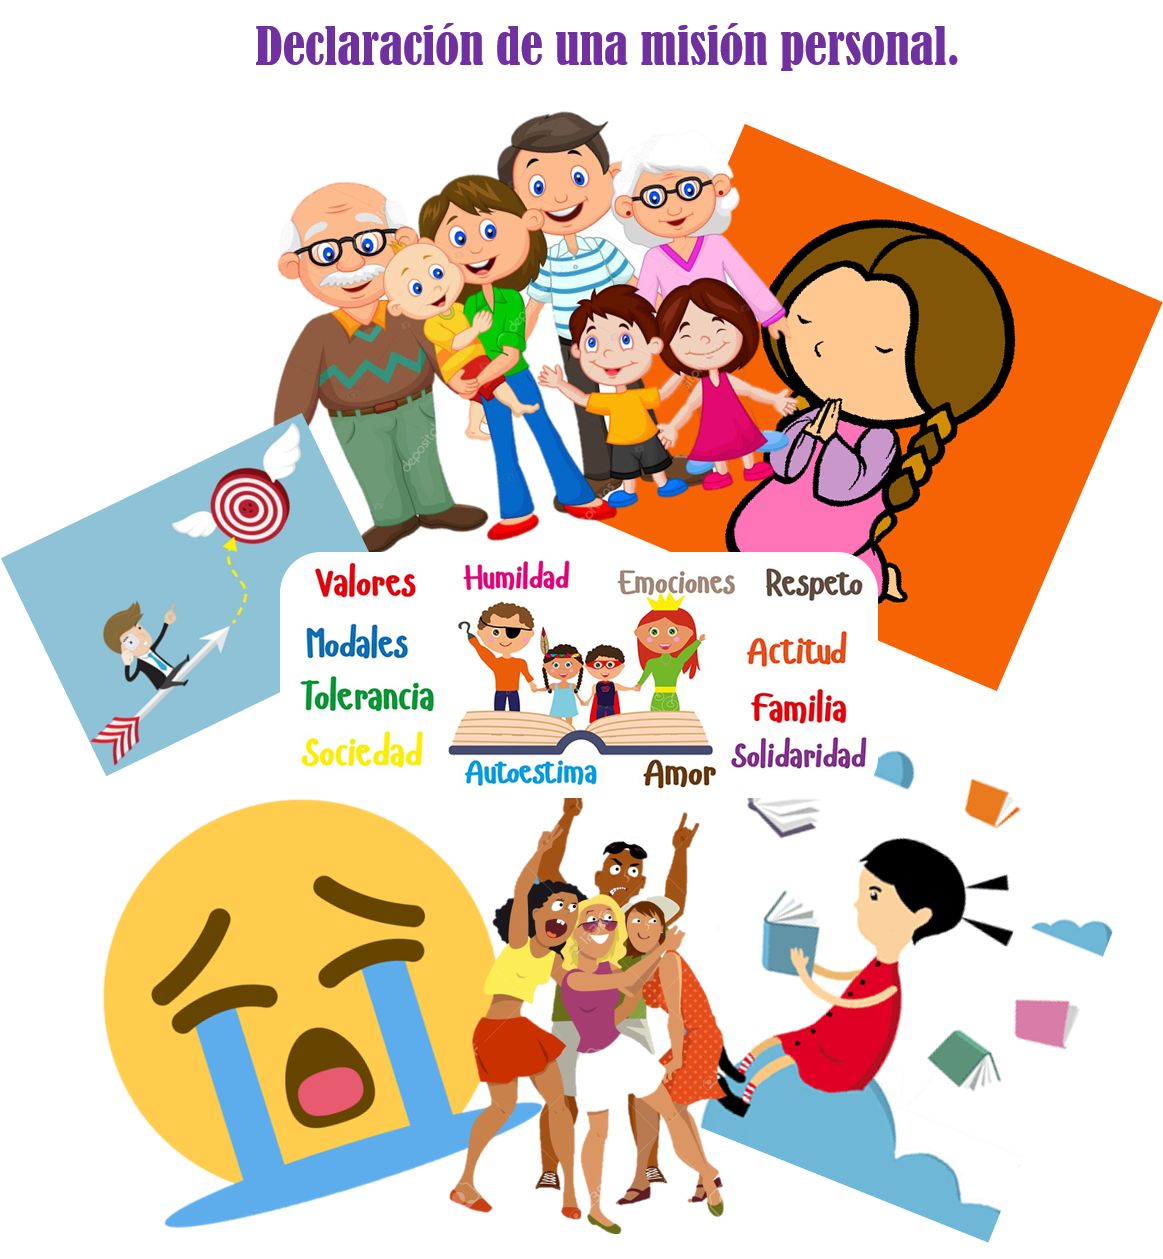 Declaración de una misión personal.
Valores Humildad Emociones Respeto
Modales Actitud
Tolerancia Familia
Sociedad Solidaridad
Autoestima Amor